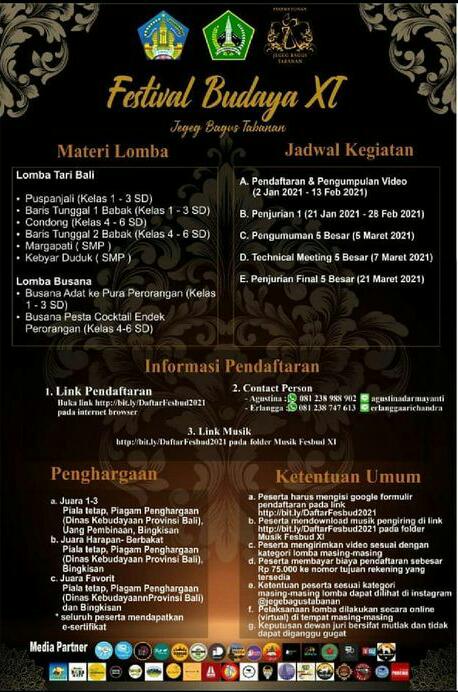 PERHIMPUNAN
JEGEG BAGUS
TABANAN
Festival Budaya XI
Jegeg Bagus Tabanan
Materi Lomba
Lomba Tari Bali
• Puspanjali (Kelas 1 - 3 SD)
• Baris Tunggal 1 Babak (Kelas 1 - 3 SD)
• Condong (Kelas 4 - 6 SD)
• Baris Tunggal 2 Babak (Kelas 4 - 6 SD)
• Margapati ( SMP )
• Kebyar Duduk ( SMP )
Lomba Busana
• Busana Adat ke Pura Perorangan (Kelas
1 - 3 SD)
• Busana Pesta Cocktail Endek
Perorangan (Kelas 4-6 SD)
Jadwal Kegiatan
A. Pendaftaran & Pengumpulan Video
(2 Jan 2021 - 13 Feb 2021)
B. Penjurian 1 (21 Jan 2021 - 28 Feb 2021)
C. Pengumuman 5 Besar (5 Maret 2021)
D. Technical Meeting 5 Besar (7 Maret 2021)
E. Penjurian Final 5 Besar (21 Maret 2021)
Informasi Pendaftaran
1. Link Pendaftaran
Buka link http://bit.ly/DaftarFesbud2021
pada internet browser
2. Contact Person
- Agustina : 081 238 988 902 agustinadarmayanti
- Erlangga : 081 238 747 613 erlanggaarichandra
3. Link Musik
http://bit.ly/DaftarFesbud2021 pada folder Musik Fesbud XI
Penghargaan
a. Juara 1-3
Piala tetap, Piagam Penghargaan
(Dinas Kebudayaan Provinsi Bali),
Uang Pembinaan, Bingkisan
b. Juara Harapan- Berbakat
Piala tetap, Piagam Penghargaan
(Dinas Kebudayaan Provinsi Bali),
Bingkisan
c. Juara Favorit
Piala tetap, Piagam Penghargaan
(Dinas KebudayaannProvinsi Bali)
dan Bingkisan
* seluruh peserta mendapatkan
e-sertifikat
Ketentuan Umum
a. Peserta harus mengisi google formulir
pendaftaran pada link
http://bit.ly/DaftarFesbud2021
b. Peserta mendownload musik pengiring di link
http://bit.ly/DaftarFesbud2021 pada folder
Musik Fesbud XI
c. Peserta mengirimkan video sesuai dengan
kategori lomba masing-masing
d. Peserta membayar biaya pendaftaran sebesar
Rp 75.000 ke nomor tujuan rekening yang
tersedia
e. Ketentuan peserta sesuai kategori
masing-masing lomba dapat dilihat di instagram
@jegegbagustabanan
f. Pelaksanaan lomba dilakukan secara online
(virtual) di tempat masing-masing
g. Keputusan dewan juri bersifat mutlak dan tidak
dapat diganggu gugat
Media Partner